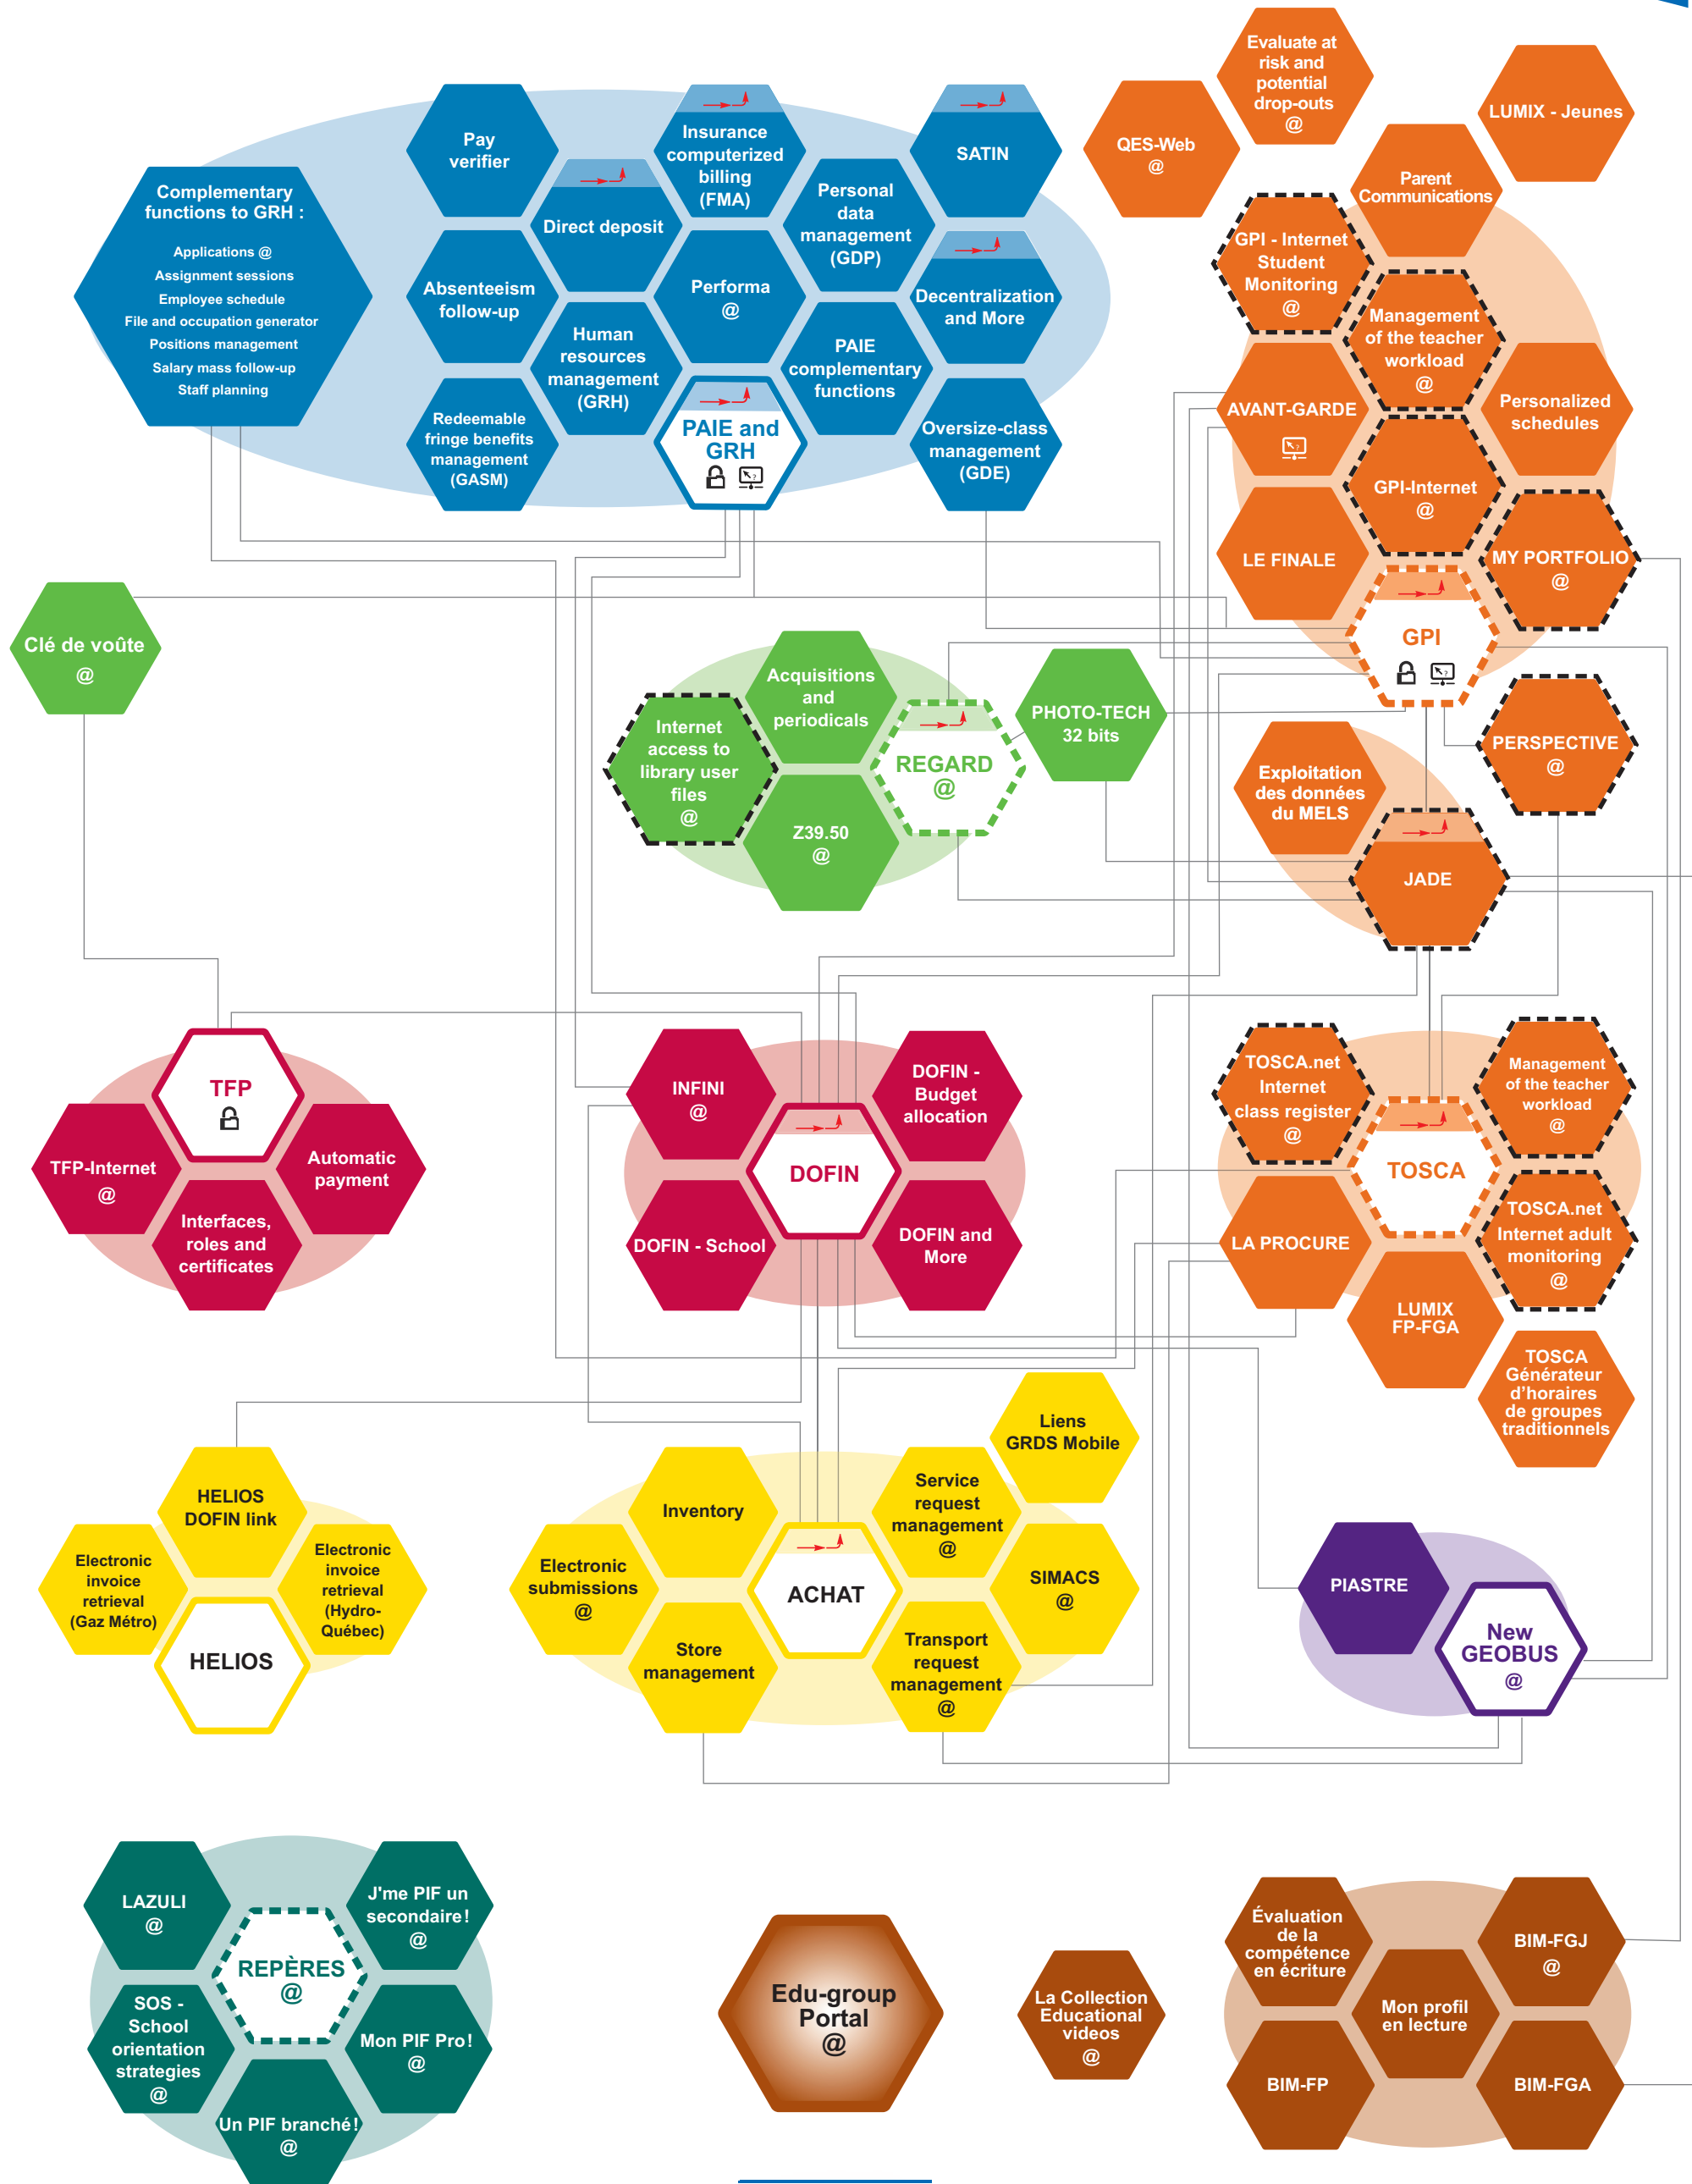 Complementary
functions to GRH :
Applications @
Assignment sessions
Employee schedule
File and occupation generator
Positions management
Salary mass follow-up
Staff planning
Pay
verifier
Absenteeism
follow-up
Redeemable
fringe benefits
management
(GASM)
Direct deposit
Human
resources
management
(GRH)
Insurance
computerized
billing
(FMA)
Performa
@
PAIE and
GRH
?
Personal
data
management
(GDP)
PAIE
complementary
functions
SATIN
Decentralization
and More
Oversize-class
management
(GDE)
QES-Web
@
Evaluate at
risk and
potential
drop-outs
@
LUMIX - Jeunes
Parent
Communications
GPI - Internet
Student
Monitoring
@
Management
of the teacher
workload
@
AVANT-GARDE
?
Personalized
schedules
GPI-Internet
@
LE FINALE
MY PORTFOLIO
@
GPI
?
PERSPECTIVE
@
Exploitation
des données
du MELS
JADE
Clé de voûte
@
Acquisitions
and
periodicals
Internet
access to
library user
files
@
Z39.50
@
REGARD
@
PHOTO-TECH
32 bits
TFP
TFP-Internet
@
Automatic
payment
Interfaces,
roles and
certificates
INFINI
@
DOFIN -
Budget
allocation
DOFIN
DOFIN - School
DOFIN and
More
TOSCA.net
Internet
class register
@
Management
of the teacher
workload
@
TOSCA
LA PROCURE
TOSCA.net
Internet adult
monitoring
@
LUMIX
FP-FGA
TOSCA
Générateur
d'horaires
de groupes
traditionnels
HELIOS
DOFIN link
Electronic
invoice
retrieval
(Gaz Métro)
Electronic
invoice
retrieval
(Hydro-
Québec)
HELIOS
Liens
GRDS Mobile
Inventory
Service
request
management
@
Electronic
submissions
@
ACHAT
SIMACS
@
Store
management
Transport
request
management
@
PIASTRE
New
GEOBUS
@
LAZULI
@
J'me PIF un
secondaire!
@
REPÈRES
@
SOS -
School
orientation
strategies
@
Mon PIF Pro!
@
Un PIF branché!
@
Edu-group
Portal
@
La Collection
Educational
videos
@
Évaluation
de la
compétence
en écriture
BIM-FGJ
@
Mon profil
en lecture
BIM-FP
BIM-FGA